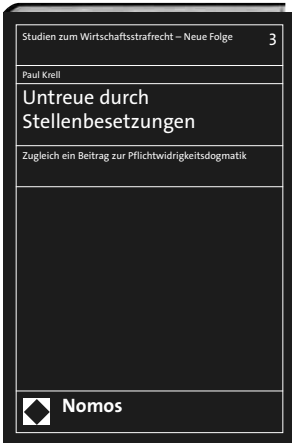 Studien zum Wirtschaftsstrafrecht – Neue Folge 3
Paul Krell
Untreue durch
Stellenbesetzungen
Zugleich ein Beitrag zur Pflichtwidrigkeitsdogmatik
Nomos